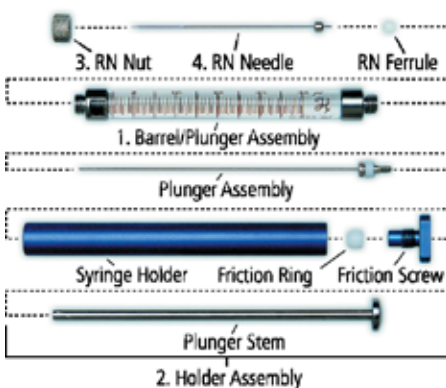 3. RN Nut 4. RN Needle RN Ferrule
1. Barrel/Plunger Assembly
Plunger Assembly
Syringe Holder Friction Ring Friction Screw
Plunger Stem
2. Holder Assembly